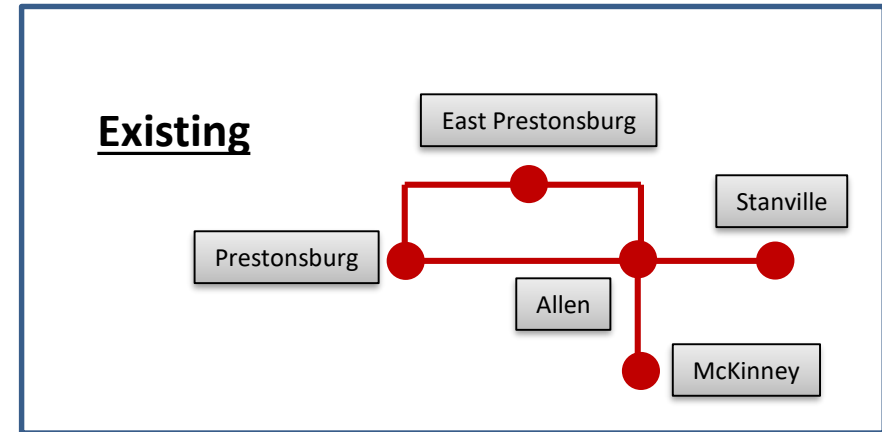 East Prestonsburg
Existing
Stanville
Prestonsburg
Allen
McKinney